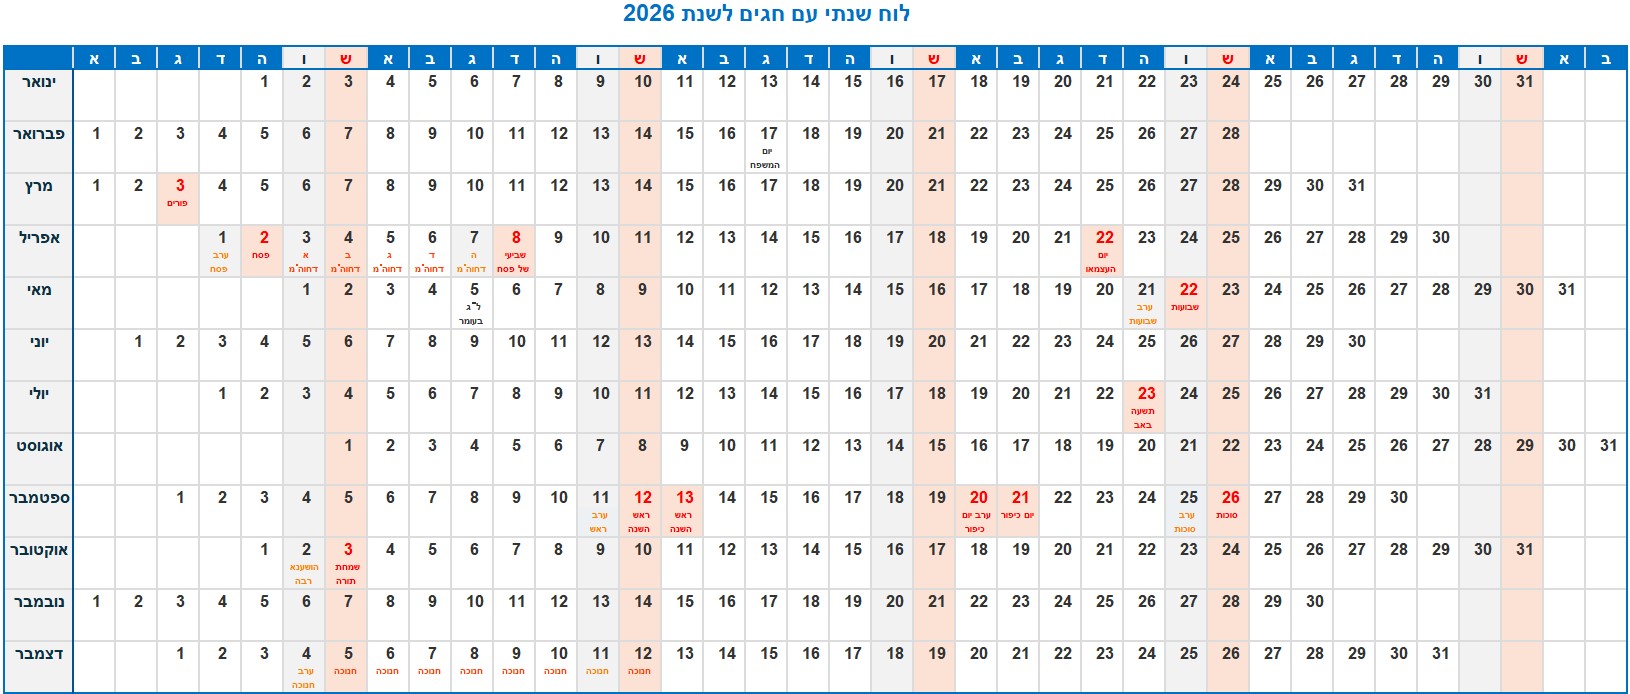 לוח שנתי עם חגים לשנת 2026
א ב ג ד ה ו ש א ב ג ד ה ו ש א ב ג ד ה ו ש א ב ג ד ה ו ש א ב ג ד ה ו ש א ב
ינואר 1 2 3 4 5 6 7 8 9 10 11 12 13 14 15 16 17 18 19 20 21 22 23 24 25 26 27 28 29 30 31
פברואר 1 2 3 4 5 6 7 8 9 10 11 12 13 14 15 16 17 18 19 20 21 22 23 24 25 26 27 28
יום
המשפח
מרץ 1 2 3 4 5 6 7 8 9 10 11 12 13 14 15 16 17 18 19 20 21 22 23 24 25 26 27 28 29 30 31
פורים
אפריל 1 2 3 4 5 6 7 8 9 10 11 12 13 14 15 16 17 18 19 20 21 22 23 24 25 26 27 28 29 30
ערב פסח א ב ג ד ה שביעי יום
פסח דחוה"מ דחוה"מ דחוה"מ דחוה"מ דחוה"מ של פסח העצמאו
מאי 1 2 3 4 5 6 7 8 9 10 11 12 13 14 15 16 17 18 19 20 21 22 23 24 25 26 27 28 29 30 31
ל"ג ערב שבועות
בעומר שבועות
יוני 1 2 3 4 5 6 7 8 9 10 11 12 13 14 15 16 17 18 19 20 21 22 23 24 25 26 27 28 29 30
יולי 1 2 3 4 5 6 7 8 9 10 11 12 13 14 15 16 17 18 19 20 21 22 23 24 25 26 27 28 29 30 31
תשעה
באב
אוגוסט 1 2 3 4 5 6 7 8 9 10 11 12 13 14 15 16 17 18 19 20 21 22 23 24 25 26 27 28 29 30 31
ספטמבר 1 2 3 4 5 6 7 8 9 10 11 12 13 14 15 16 17 18 19 20 21 22 23 24 25 26 27 28 29 30
ערב ראש ראש ערב יום יום כיפור ערב סוכות
ראש השנה השנה כיפור סוכות
אוקטובר 1 2 3 4 5 6 7 8 9 10 11 12 13 14 15 16 17 18 19 20 21 22 23 24 25 26 27 28 29 30 31
הושענא שמחת
רבה תורה
נובמבר 1 2 3 4 5 6 7 8 9 10 11 12 13 14 15 16 17 18 19 20 21 22 23 24 25 26 27 28 29 30
דצמבר 1 2 3 4 5 6 7 8 9 10 11 12 13 14 15 16 17 18 19 20 21 22 23 24 25 26 27 28 29 30 31
ערב חנוכה חנוכה חנוכה חנוכה חנוכה חנוכה חנוכה חנוכה
חנוכה